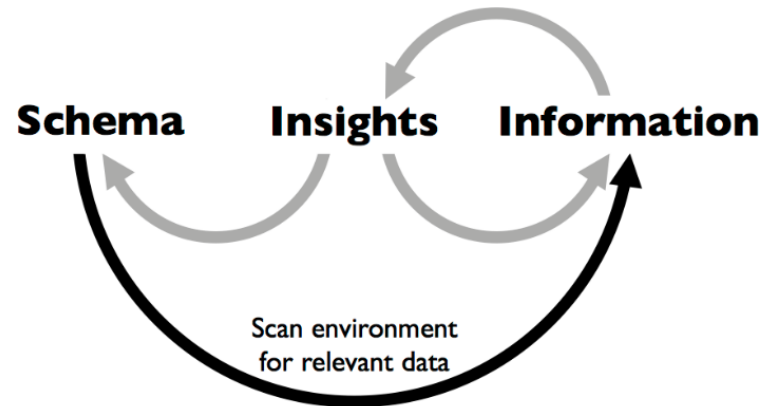 Schema Insights Information
Scan environment
for relevant data